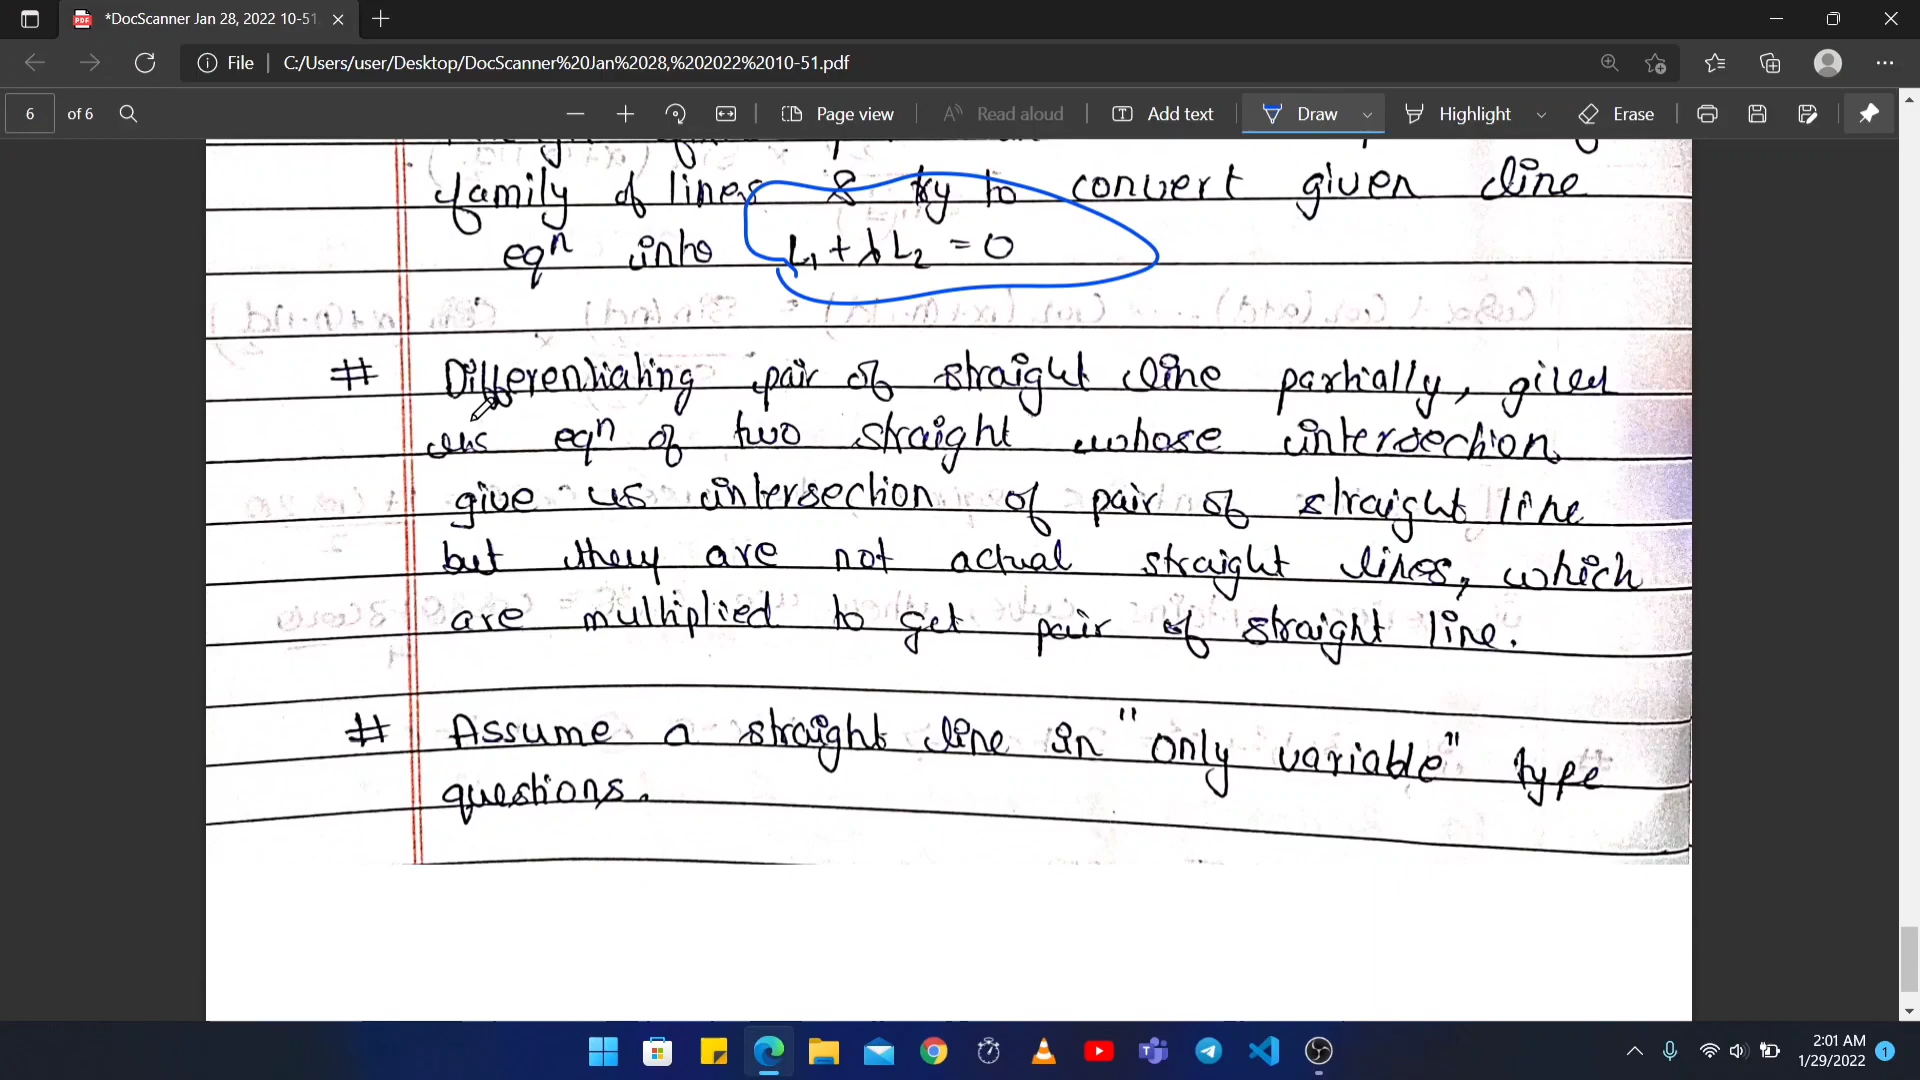 *DocScanner Jan 28, 2022 10-51
File
C:/Users/user/Desktop/DocScanner%20Jan%2028,%202022%2010-51.pdf
6 of 6
Page view
Read aloud
Add text
Draw
Highlight
Erase
family of lines & try to convert given line
eqn into L1 + λL2 = 0
# Differentiating pair of straight line partially, gives
us eqn of two straight whose intersection
give us intersection of pair of straight line
but they are not actual straight lines, which
are multiplied to get pair of straight line.
# Assume a straight line in "only variable" type
questions.
2:01 AM
1/29/2022
1